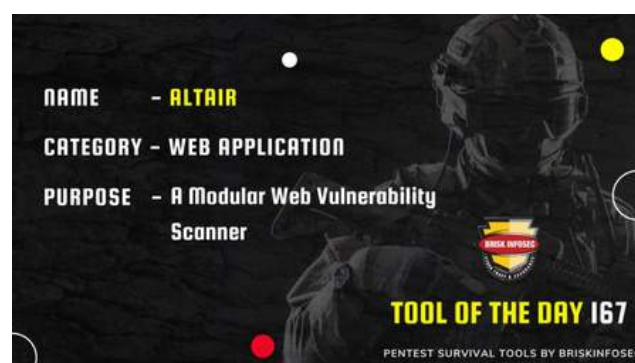 NAME - ALTAIR
CATEGORY - WEB APPLICATION
PURPOSE - A Modular Web Vulnerability
Scanner
BRISK INFOSEC
TOOL OF THE DAY 167
PENTEST SURVIVAL TOOLS BY BRISKINFOSE